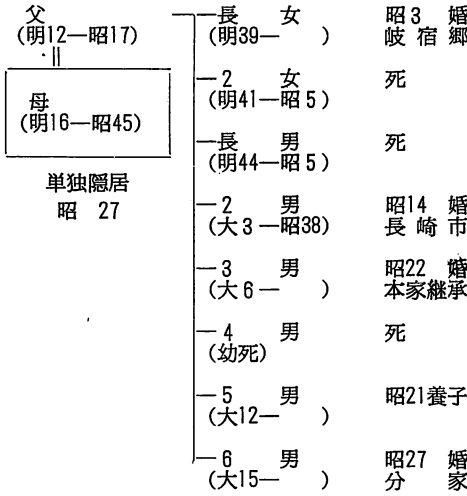 父
(明12―昭17)
母
(明16―昭45)
単独隠居
昭 27
長 女 昭3 婚
(明39― ) 岐宿郷
2 女 死
(明41―昭5)
長 男 死
(明44―昭5)
2 男 昭14 婚
(大3―昭38) 長崎市
3 男 昭22 婚
(大6― ) 本家継承
4 男 死
(幼死)
5 男 昭21養子
(大12― )
6 男 昭27 婚
(大15― ) 分 家